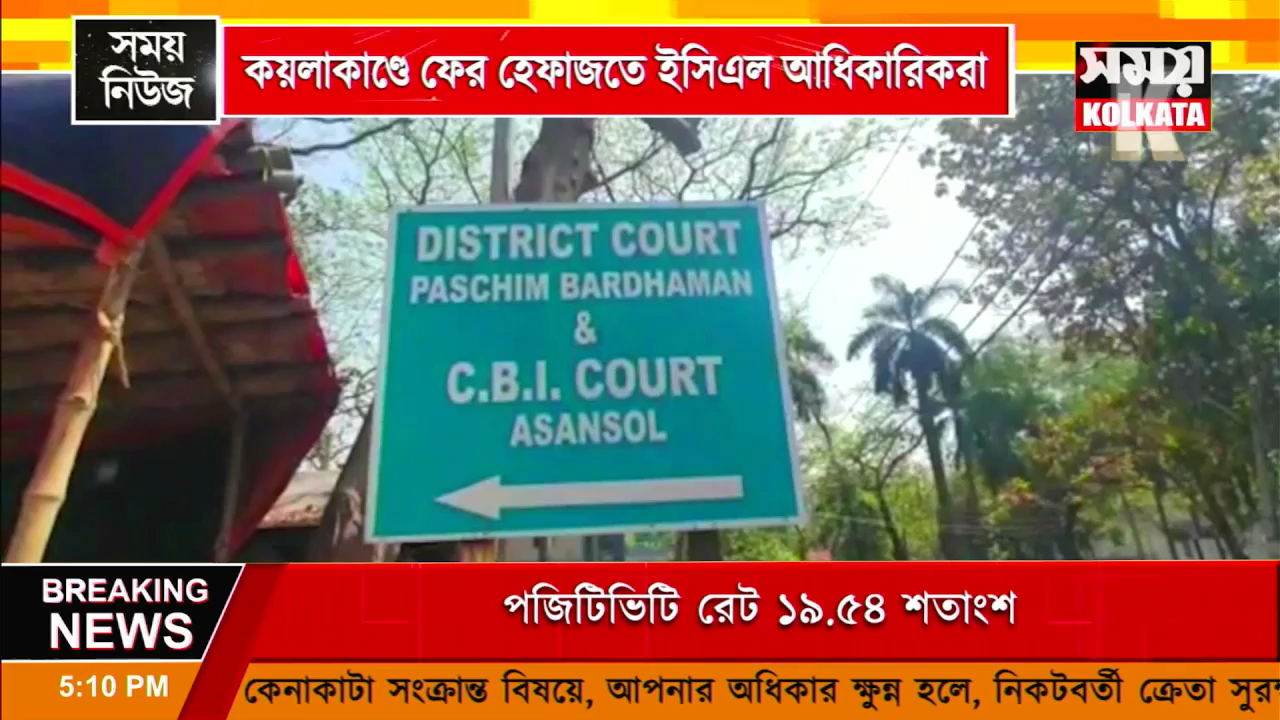 সময়
নিউজ
কয়লাকাণ্ডে ফের হেফাজতে ইসিএল আধিকারিকরা
সময়
KOLKATA
DISTRICT COURT
PASCHIM BARDHAMAN
&
C.B.I. COURT
ASANSOL
BREAKING
NEWS
পজিটিভিটি রেট ১৯.৫৪ শতাংশ
5:10 PM
কেনাকাটা সংক্রান্ত বিষয়ে, আপনার অধিকার ক্ষুন্ন হলে, নিকটবর্তী ক্রেতা